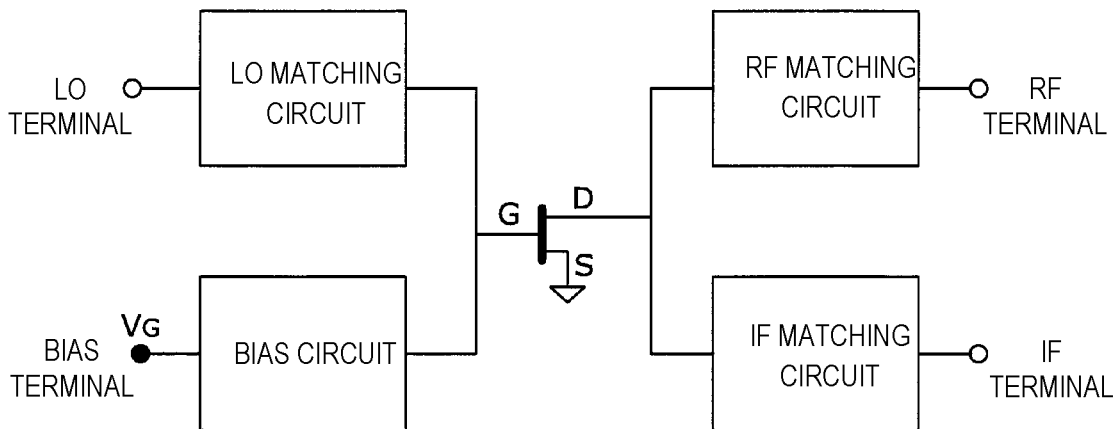 LO
TERMINAL
LO MATCHING
CIRCUIT
RF MATCHING
CIRCUIT
RF
TERMINAL
G
D
S
VG
BIAS
TERMINAL
BIAS CIRCUIT
IF MATCHING
CIRCUIT
IF
TERMINAL